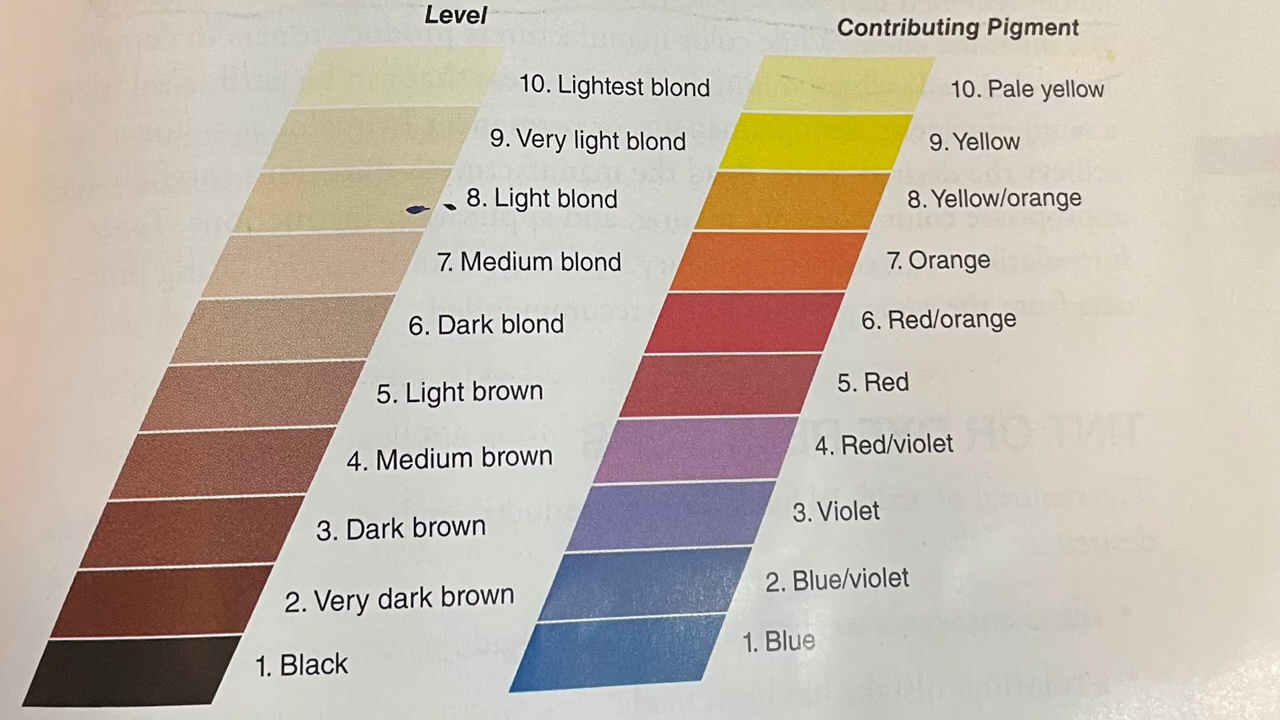 Level
10. Lightest blond
9. Very light blond
8. Light blond
7. Medium blond
6. Dark blond
5. Light brown
4. Medium brown
3. Dark brown
2. Very dark brown
1. Black
Contributing Pigment
10. Pale yellow
9. Yellow
8. Yellow/orange
7. Orange
6. Red/orange
5. Red
4. Red/violet
3. Violet
2. Blue/violet
1. Blue